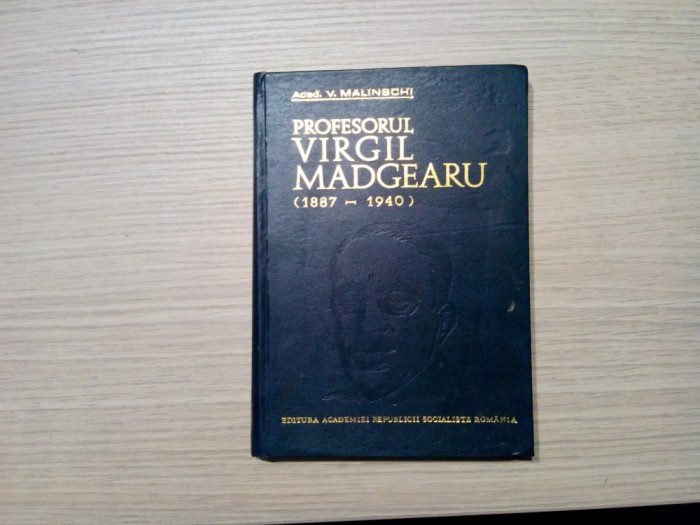 Acad. V. MALINSCHI
PROFESORUL
VIRGIL
MADGEARU
(1887 – 1940)
EDITURA ACADEMIEI REPUBLICII SOCIALISTE ROMÂNIA